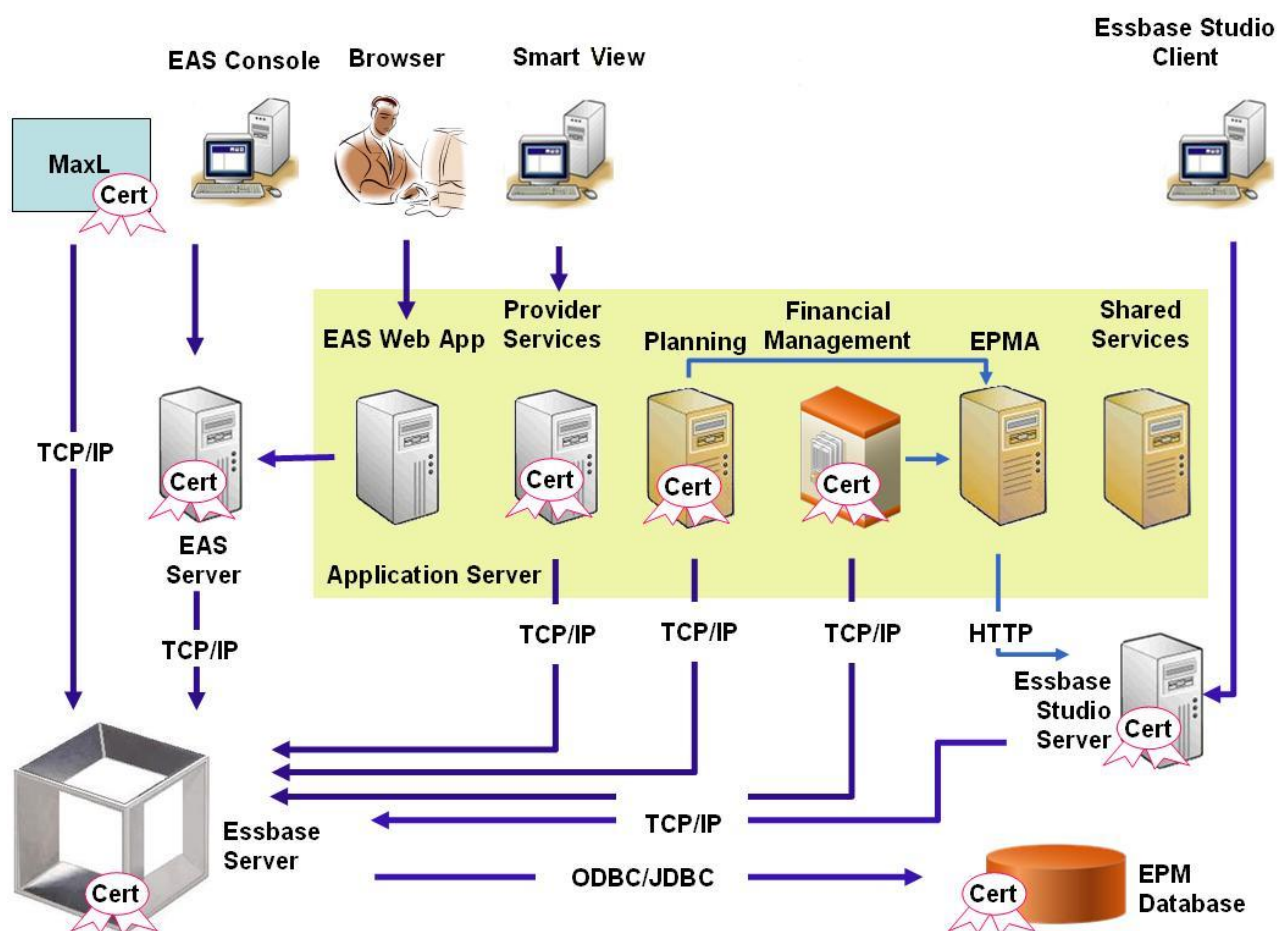 Essbase Studio
Client
EAS Console
Browser
Smart View
MaxL
Cert
Provider
Services
Financial
Management
Shared
Services
EAS Web App
Planning
EPMA
TCP/IP
Cert
Cert
Cert
Cert
EAS
Server
Application Server
TCP/IP
TCP/IP
TCP/IP
TCP/IP
HTTP
Essbase
Studio
Server
Cert
TCP/IP
Essbase
Server
ODBC/JDBC
Cert
Cert
EPM
Database